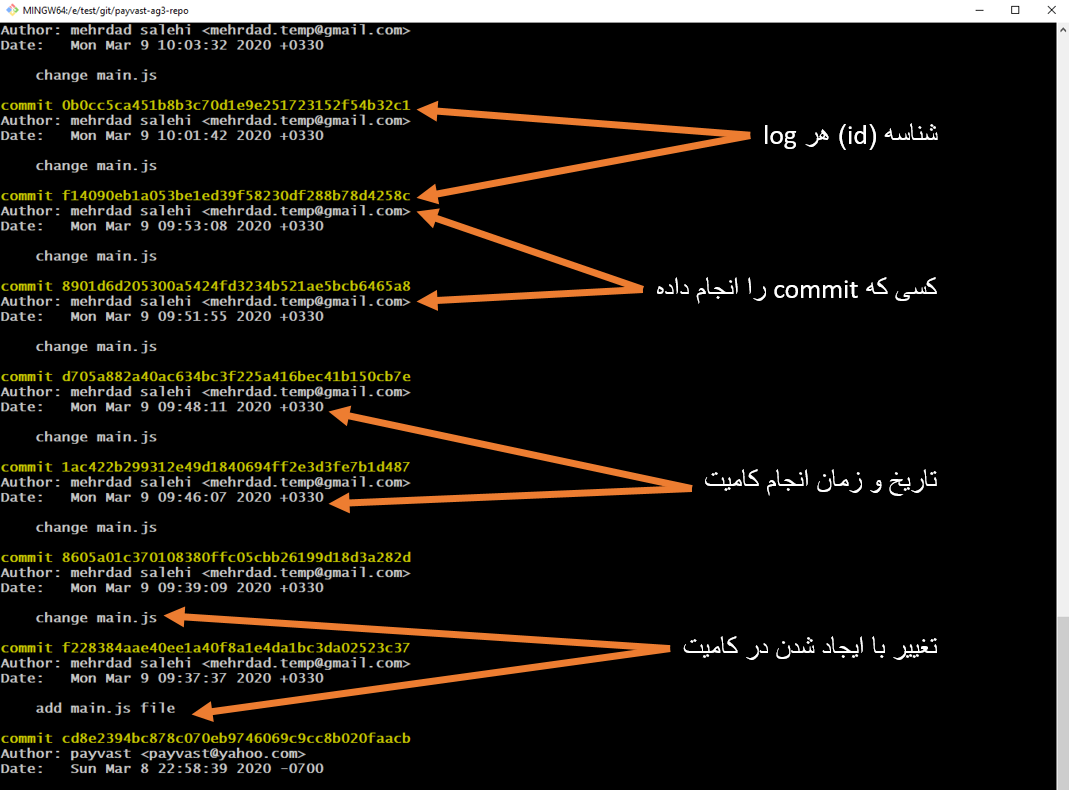 MINGW64:/e/test/git/payvast-ag3-repo
Author: mehrdad salehi <mehrdad.temp@gmail.com>
Date:   Mon Mar 9 10:03:32 2020 +0330
change main.js
commit 0b0cc5ca451b8b3c70d1e9e251723152f54b32c1
Author: mehrdad salehi <mehrdad.temp@gmail.com>
Date:   Mon Mar 9 10:01:42 2020 +0330
شناسه (id) هر log
change main.js
commit f14090eb1a053be1ed39f58230df288b78d4258c
Author: mehrdad salehi <mehrdad.temp@gmail.com>
Date:   Mon Mar 9 09:53:08 2020 +0330
change main.js
commit 8901d6d205300a5424fd3234b521ae5bcb6465a8
کسی که commit را انجام داده
Author: mehrdad salehi <mehrdad.temp@gmail.com>
Date:   Mon Mar 9 09:51:55 2020 +0330
change main.js
commit d705a882a40ac634bc3f225a416bec41b150cb7e
Author: mehrdad salehi <mehrdad.temp@gmail.com>
Date:   Mon Mar 9 09:48:11 2020 +0330
change main.js
commit 1ac422b299312e49d1840694ff2e3d3fe7b1d487
Author: mehrdad salehi <mehrdad.temp@gmail.com>
تاریخ و زمان انجام کامیت
Date:   Mon Mar 9 09:46:07 2020 +0330
change main.js
commit 8605a01c370108380ffc05cbb26199d18d3a282d
Author: mehrdad salehi <mehrdad.temp@gmail.com>
Date:   Mon Mar 9 09:39:09 2020 +0330
change main.js
commit f228384aae40ee1a40f8a1e4da1bc3da02523c37
تغییر با ایجاد شدن در کامیت
Author: mehrdad salehi <mehrdad.temp@gmail.com>
Date:   Mon Mar 9 09:37:37 2020 +0330
add main.js file
commit cd8e2394bc878c070eb9746069c9cc8b020faacb
Author: payvast <payvast@yahoo.com>
Date:   Sun Mar 8 22:58:39 2020 -0700